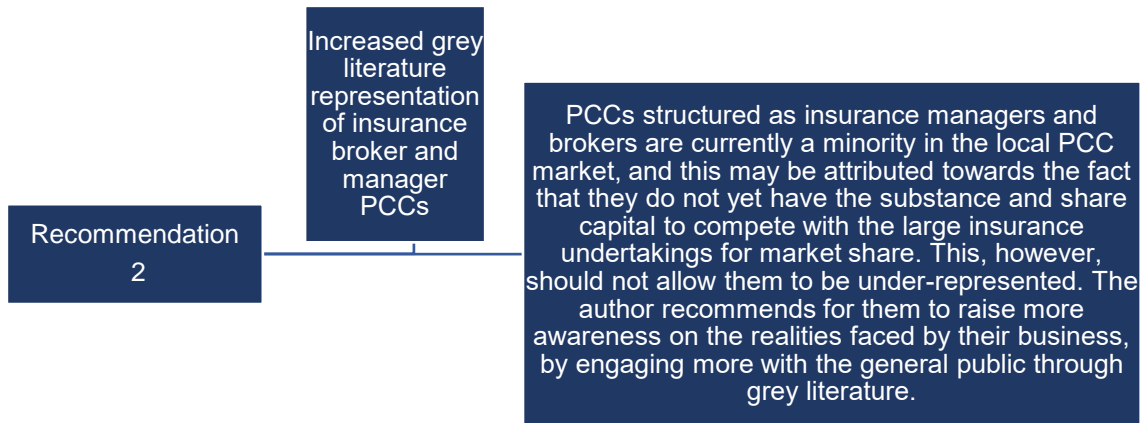 Recommendation
2
Increased grey
literature
representation
of insurance
broker and
manager
PCCs
PCCs structured as insurance managers and
brokers are currently a minority in the local PCC
market, and this may be attributed towards the fact
that they do not yet have the substance and share
capital to compete with the large insurance
undertakings for market share. This, however,
should not allow them to be under-represented. The
author recommends for them to raise more
awareness on the realities faced by their business,
by engaging more with the general public through
grey literature.